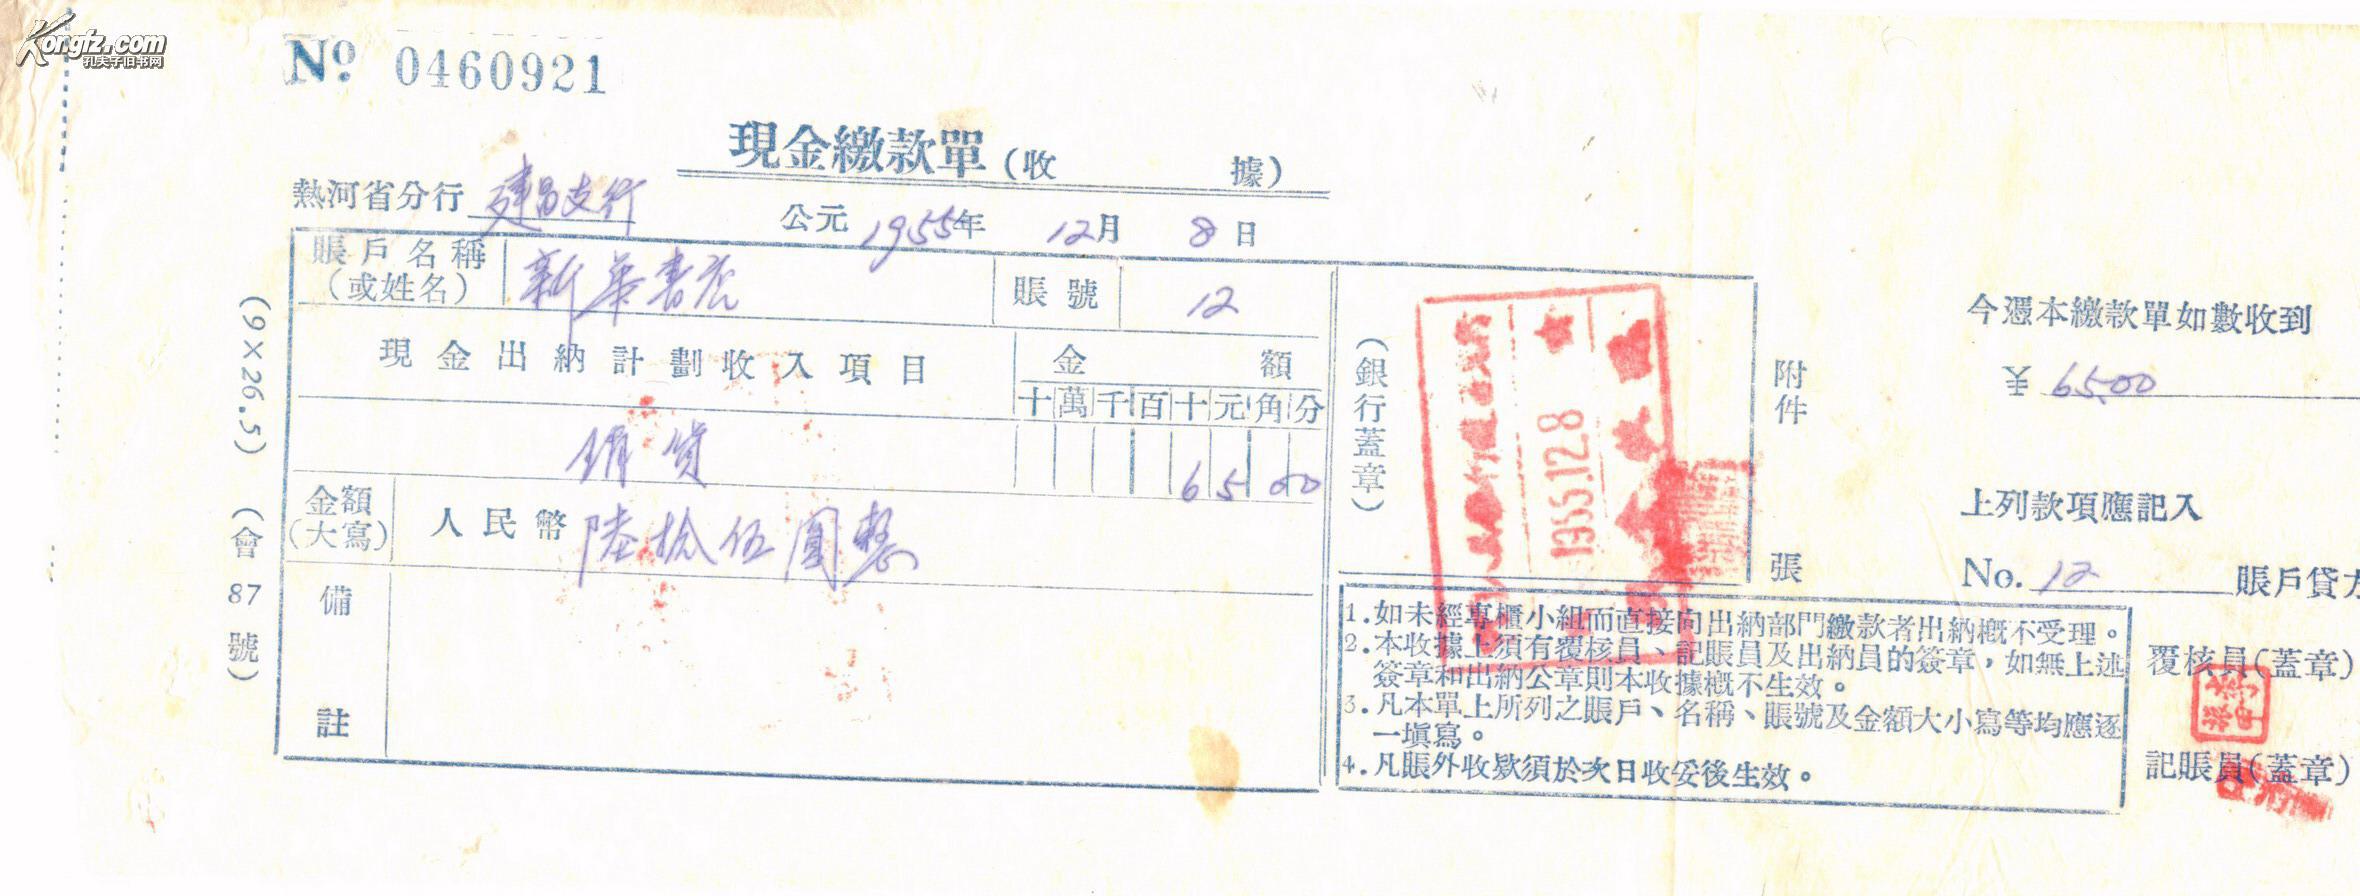 Kongfz.com
孔夫子旧书网
No. 0460921
現金繳款單(收 據)
熱河省分行 建昌支行
公元 1955年 12月 8日
賬戶名稱
(或姓名)
新華書店
賬號
12
現金出納計劃收入項目
金 額
十萬千百十元角分
銷貨
6 5 00
金額
(大寫)
人民幣 陸拾伍圓整
備
註
(9×26.5) (會 87 號)
(銀行蓋章)
1955.12.8
附件 張
1.如未經專櫃小組而直接向出納部門繳款者出納概不受理。
2.本收據上須有覆核員、記賬員及出納員的簽章,如無上述
簽章和出納公章則本收據概不生效。
3.凡本單上所列之賬戶、名稱、賬號及金額大小寫等均應逐
一填寫。
4.凡賬外收款須於次日收妥後生效。
今憑本繳款單如數收到
¥ 65.00
上列款項應記入
No. 12 賬戶貸方
覆核員(蓋章)
記賬員(蓋章)